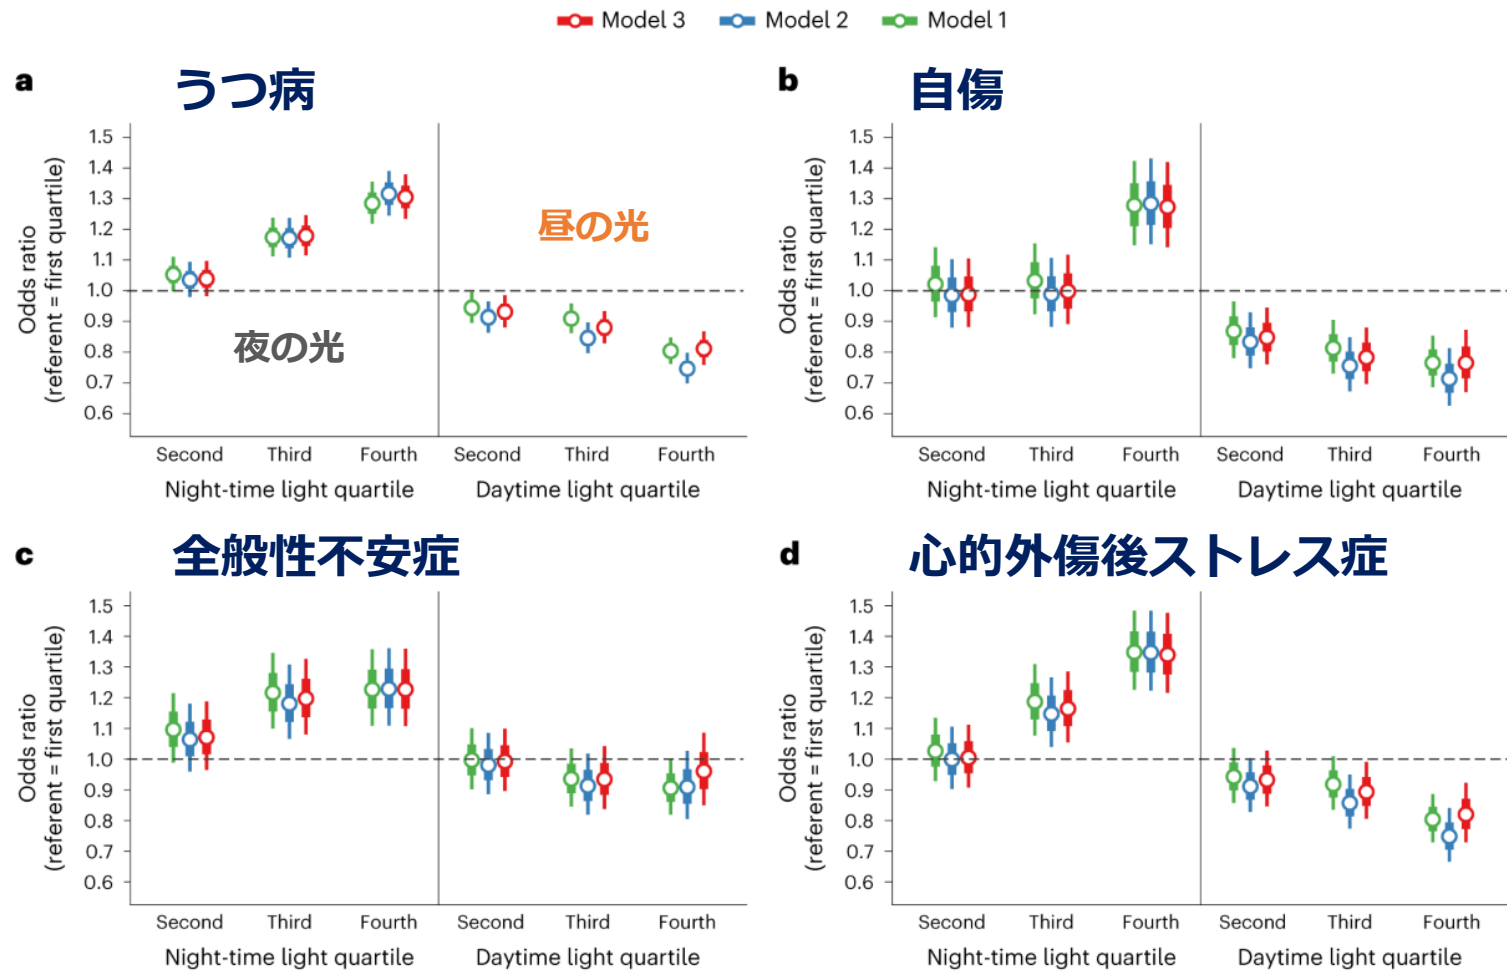 Model 3 Model 2 Model 1
a うつ病
1.5
1.4
1.3
1.2
1.1
1.0
0.9
0.8
0.7
0.6
Odds ratio
(referent = first quartile)
昼の光
夜の光
Second Third Fourth Second Third Fourth
Night-time light quartile Daytime light quartile
b 自傷
1.5
1.4
1.3
1.2
1.1
1.0
0.9
0.8
0.7
0.6
Odds ratio
(referent = first quartile)
Second Third Fourth Second Third Fourth
Night-time light quartile Daytime light quartile
c 全般性不安症
1.5
1.4
1.3
1.2
1.1
1.0
0.9
0.8
0.7
0.6
Odds ratio
(referent = first quartile)
Second Third Fourth Second Third Fourth
Night-time light quartile Daytime light quartile
d 心的外傷後ストレス症
1.5
1.4
1.3
1.2
1.1
1.0
0.9
0.8
0.7
0.6
Odds ratio
(referent = first quartile)
Second Third Fourth Second Third Fourth
Night-time light quartile Daytime light quartile